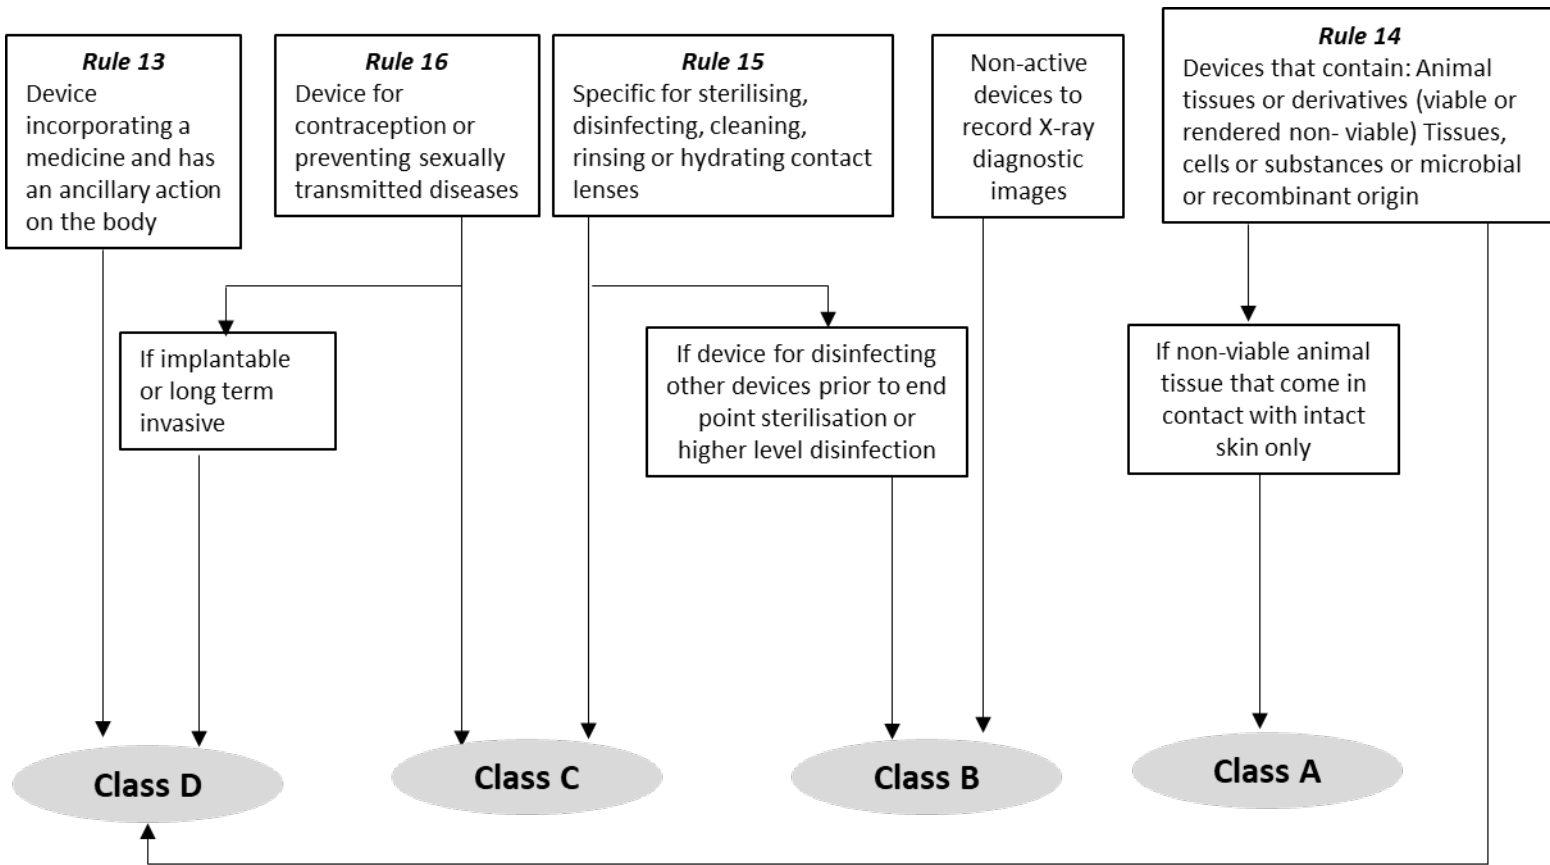 Rule 13
Device
incorporating a
medicine and has
an ancillary action
on the body
Rule 16
Device for
contraception or
preventing sexually
transmitted diseases
Rule 15
Specific for sterilising,
disinfecting, cleaning,
rinsing or hydrating contact
lenses
Non-active
devices to
record X-ray
diagnostic
images
Rule 14
Devices that contain: Animal
tissues or derivatives (viable or
rendered non- viable) Tissues,
cells or substances or microbial
or recombinant origin
If implantable
or long term
invasive
If device for disinfecting
other devices prior to end
point sterilisation or
higher level disinfection
If non-viable animal
tissue that come in
contact with intact
skin only
Class D
Class C
Class B
Class A